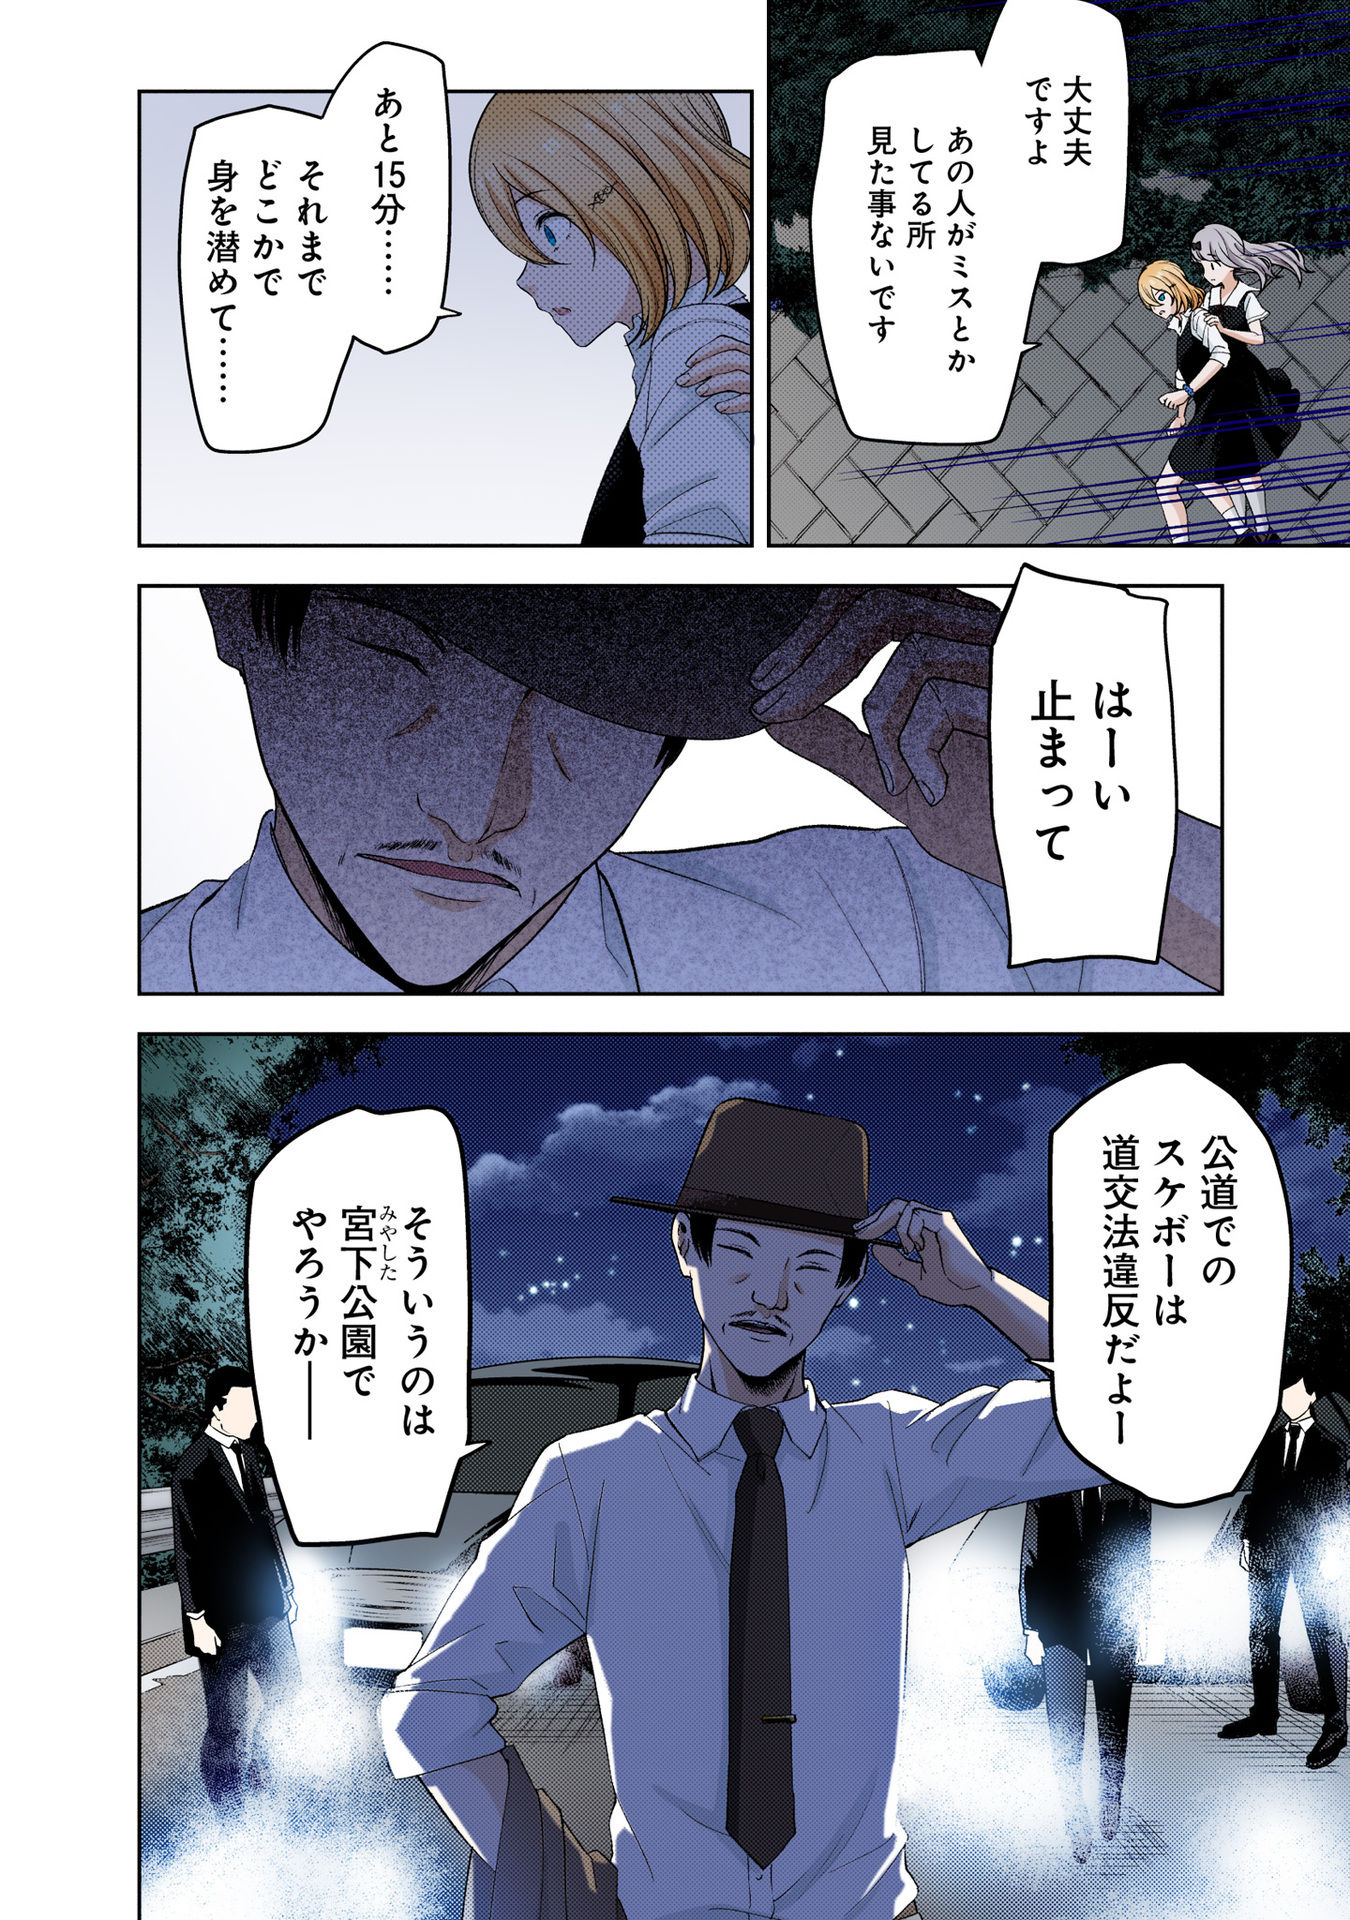 大丈夫
ですよ
あの人がミスとか
してる所
見た事ないです
あと15分……
それまで
どこかで
身を潜めて……
はーい
止まって
公道での
スケボーは
道交法違反だよー
そういうのは
宮下公園で
みやした
やろうか──